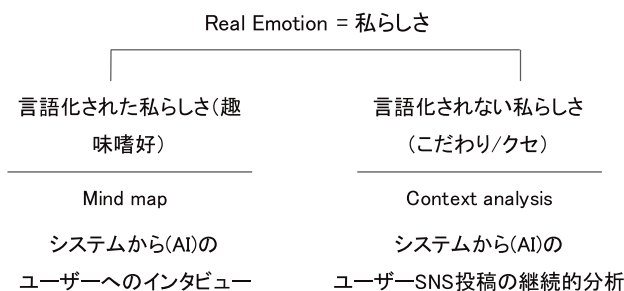 Real Emotion = 私らしさ
言語化された私らしさ(趣
味嗜好)
Mind map
システムから(AI)の
ユーザーへのインタビュー
言語化されない私らしさ
(こだわり/クセ)
Context analysis
システムから(AI)の
ユーザーSNS投稿の継続的分析